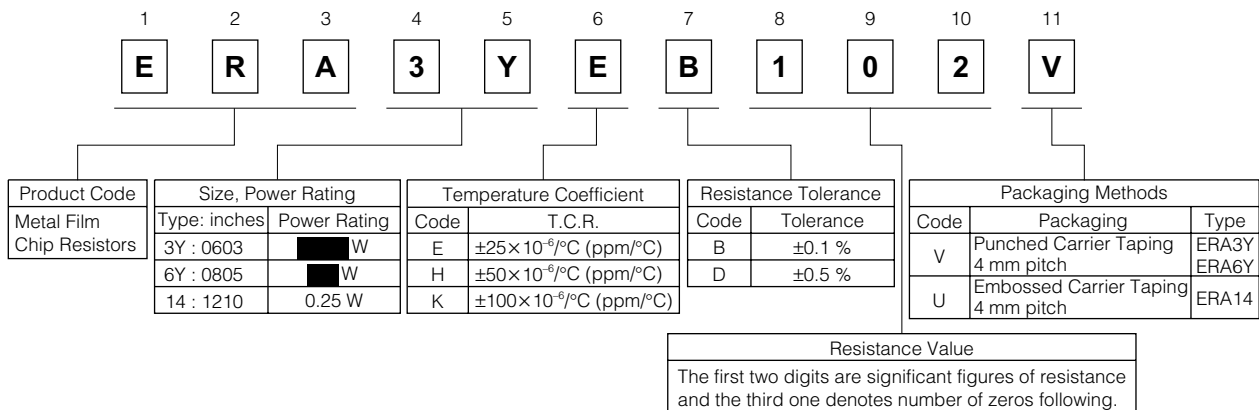 1 2 3 4 5 6 7 8 9 10 11
E R A 3 Y E B 1 0 2 V
Product Code
Metal Film
Chip Resistors
Size, Power Rating
Type: inches Power Rating
3Y : 0603 W
6Y : 0805 W
14 : 1210 0.25 W
Temperature Coefficient
Code T.C.R.
E ±25×10⁻⁶/°C (ppm/°C)
H ±50×10⁻⁶/°C (ppm/°C)
K ±100×10⁻⁶/°C (ppm/°C)
Resistance Tolerance
Code Tolerance
B ±0.1 %
D ±0.5 %
Packaging Methods
Code Packaging Type
V Punched Carrier Taping ERA3Y
4 mm pitch ERA6Y
U Embossed Carrier Taping ERA14
4 mm pitch
Resistance Value
The first two digits are significant figures of resistance
and the third one denotes number of zeros following.